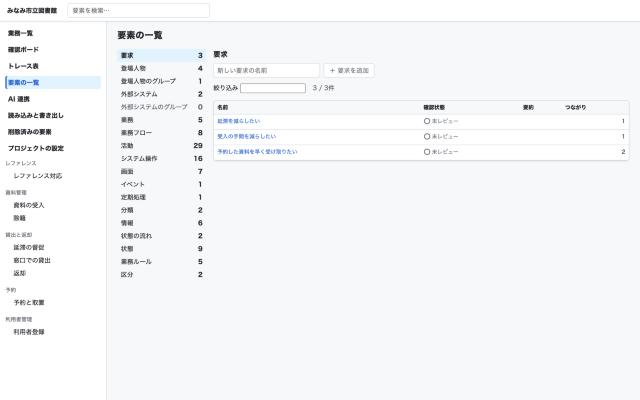 みなみ市立図書館
要素を検索…
業務一覧
確認ボード
トレース表
要素の一覧
AI 連携
読み込みと書き出し
削除済みの要素
プロジェクトの設定
レファレンス
レファレンス対応
資料管理
資料の受入
除籍
貸出と返却
延滞の督促
窓口での貸出
返却
予約
予約と取置
利用者管理
利用者登録
要素の一覧
要求 3
登場人物 4
登場人物のグループ 1
外部システム 2
外部システムのグループ 0
業務 5
業務フロー 8
活動 29
システム操作 16
画面 7
イベント 1
定期処理 1
分類 2
情報 6
状態の流れ 2
状態 9
業務ルール 5
区分 2
要求
新しい要求の名前
+ 要求を追加
絞り込み 3 / 3件
名前 確認状態 要約 つながり
延滞を減らしたい 未レビュー 1
受入の手間を減らしたい 未レビュー 1
予約した資料を早く受け取りたい 未レビュー 2